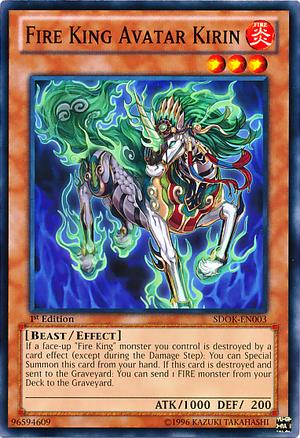 FIRE KING AVATAR KIRIN
FIRE
炎
1st Edition
SDOK-EN003
[BEAST/EFFECT]
If a face-up "Fire King" monster you control is destroyed by a
card effect (except during the Damage Step): You can Special
Summon this card from your hand. If this card is destroyed and
sent to the Graveyard: You can send 1 FIRE monster from your
Deck to the Graveyard.
ATK/1000 DEF/ 200
96594609
©1996 KAZUKI TAKAHASHI